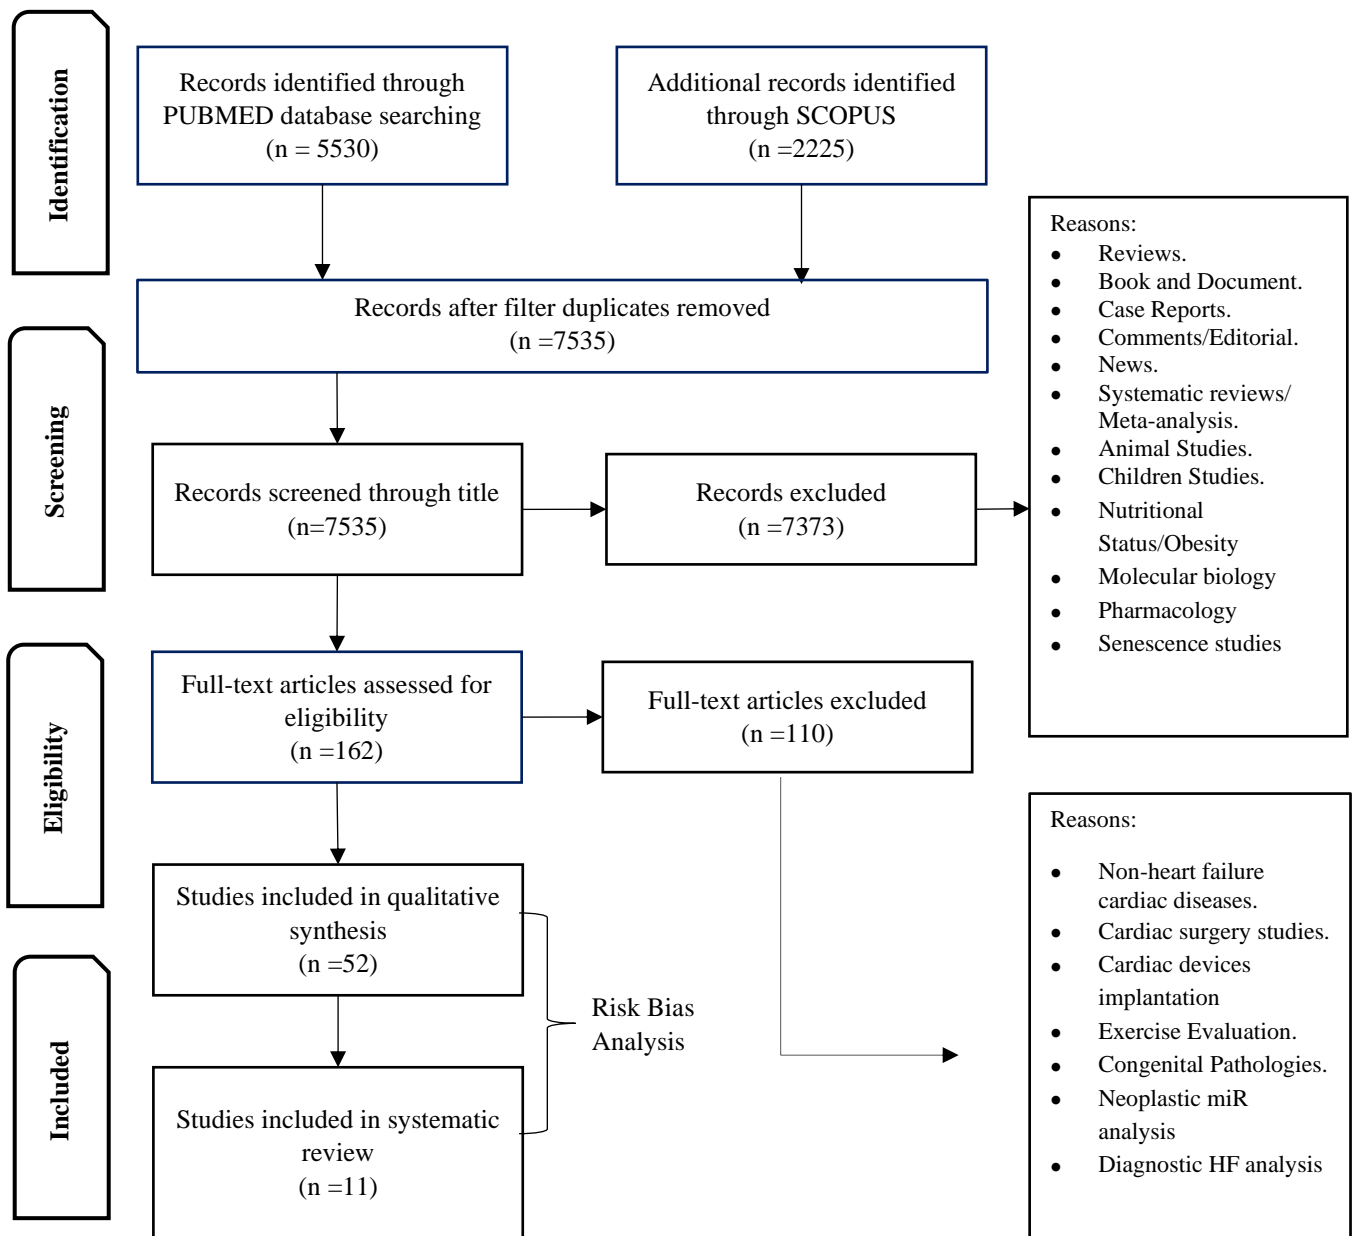 Identification
Records identified through
PUBMED database searching
(n = 5530)
Additional records identified
through SCOPUS
(n =2225)
Records after filter duplicates removed
(n =7535)
Screening
Records screened through title
(n=7535)
Records excluded
(n =7373)
Reasons:
● Reviews.
● Book and Document.
● Case Reports.
● Comments/Editorial.
● News.
● Systematic reviews/
Meta-analysis.
● Animal Studies.
● Children Studies.
● Nutritional
Status/Obesity
● Molecular biology
● Pharmacology
● Senescence studies
Eligibility
Full-text articles assessed for
eligibility
(n =162)
Full-text articles excluded
(n =110)
Reasons:
● Non-heart failure
cardiac diseases.
● Cardiac surgery studies.
● Cardiac devices
implantation
● Exercise Evaluation.
● Congenital Pathologies.
● Neoplastic miR
analysis
● Diagnostic HF analysis
Studies included in qualitative
synthesis
(n =52)
Risk Bias
Analysis
Included
Studies included in systematic
review
(n =11)